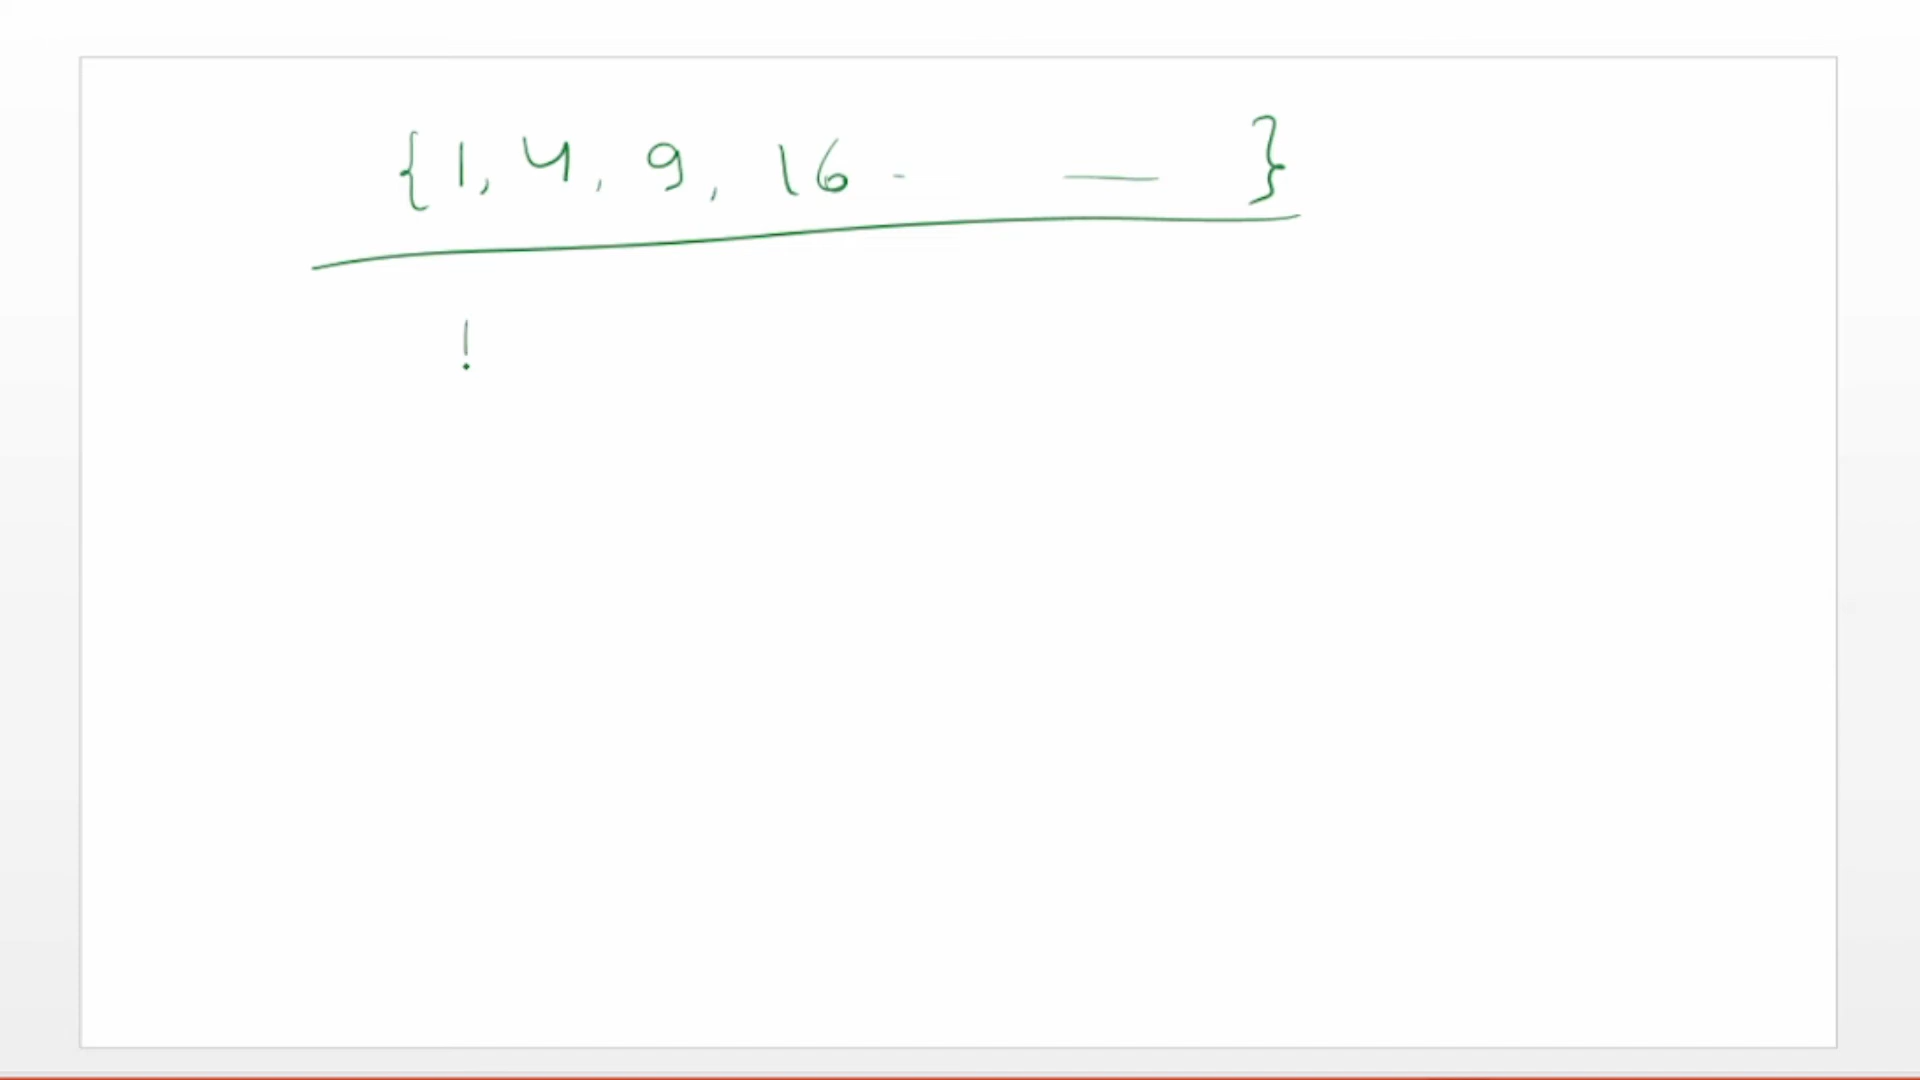 {1, 4, 9, 16 - — }
!